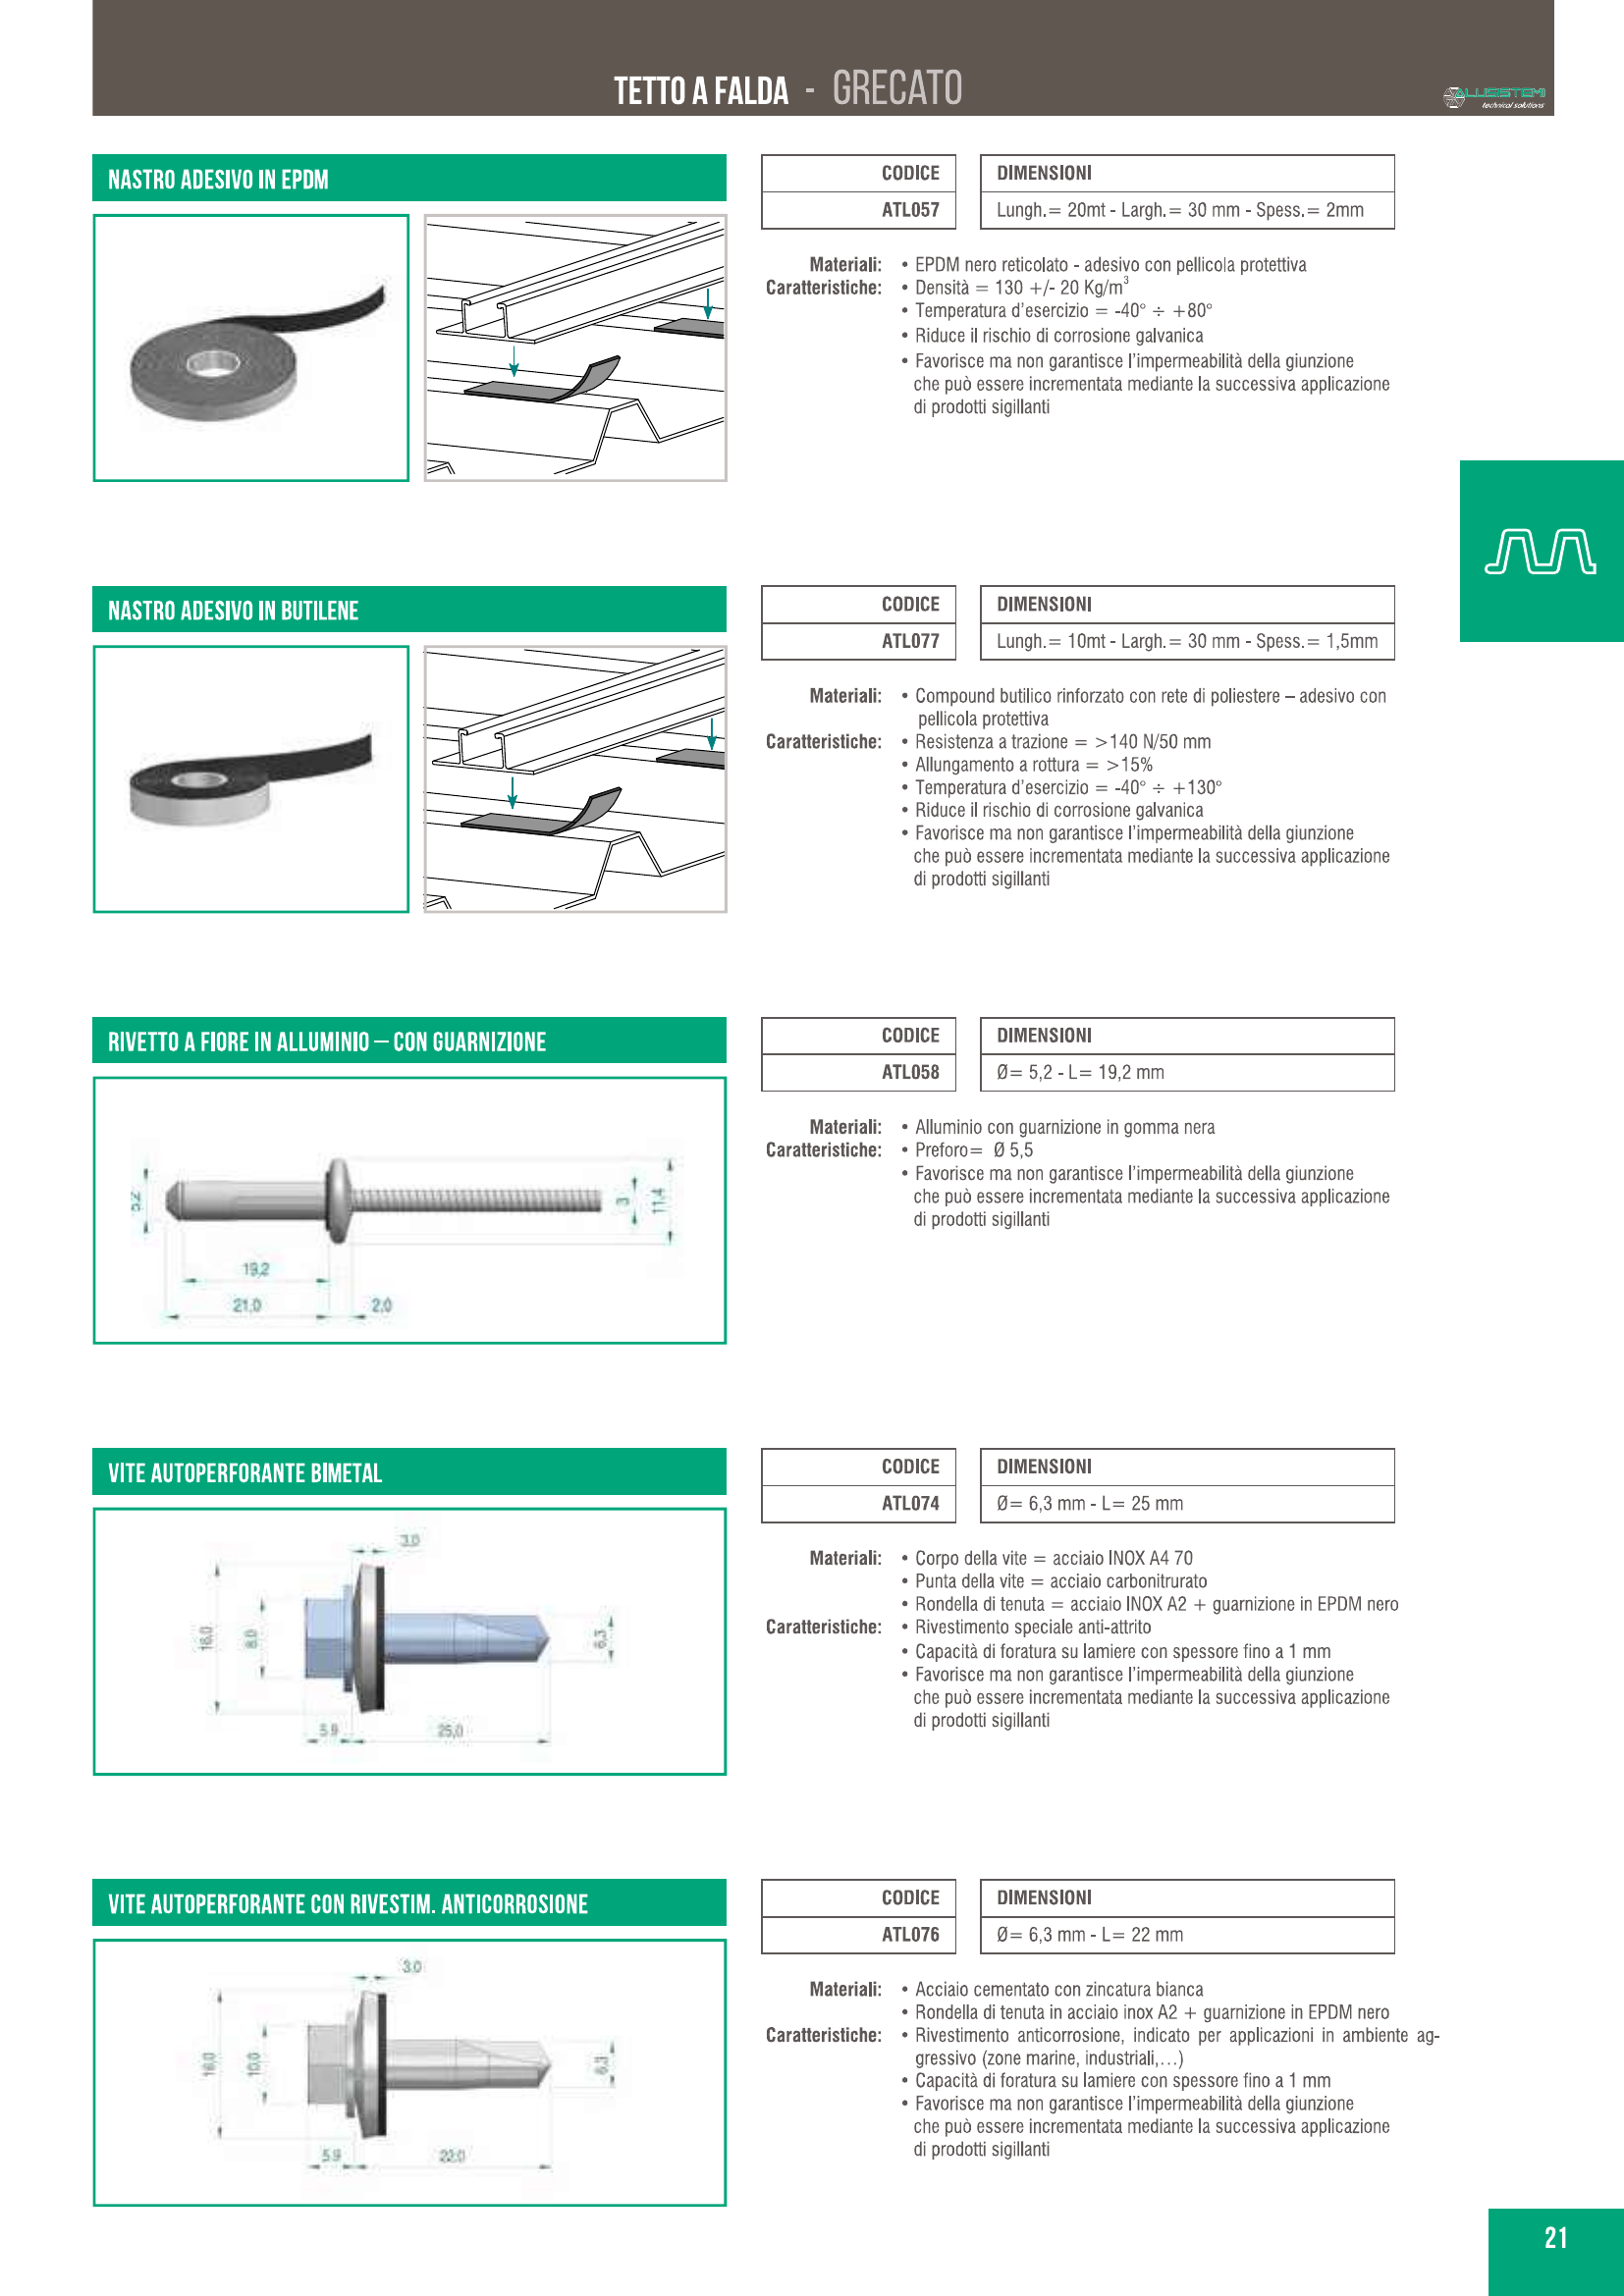 TETTO A FALDA - GRECATO
ALUSISTEMI
technical solutions
NASTRO ADESIVO IN EPDM
CODICE
DIMENSIONI
ATL057
Lungh.= 20mt - Largh.= 30 mm - Spess.= 2mm
Materiali: • EPDM nero reticolato - adesivo con pellicola protettiva
Caratteristiche: • Densità = 130 +/- 20 Kg/m³
• Temperatura d'esercizio = -40° ÷ +80°
• Riduce il rischio di corrosione galvanica
• Favorisce ma non garantisce l'impermeabilità della giunzione
che può essere incrementata mediante la successiva applicazione
di prodotti sigillanti
NASTRO ADESIVO IN BUTILENE
CODICE
DIMENSIONI
ATL077
Lungh.= 10mt - Largh.= 30 mm - Spess.= 1,5mm
Materiali: • Compound butilico rinforzato con rete di poliestere – adesivo con
pellicola protettiva
Caratteristiche: • Resistenza a trazione = >140 N/50 mm
• Allungamento a rottura = >15%
• Temperatura d'esercizio = -40° ÷ +130°
• Riduce il rischio di corrosione galvanica
• Favorisce ma non garantisce l'impermeabilità della giunzione
che può essere incrementata mediante la successiva applicazione
di prodotti sigillanti
RIVETTO A FIORE IN ALLUMINIO – CON GUARNIZIONE
5,2
3
11,4
19,2
21,0
2,0
CODICE
DIMENSIONI
ATL058
Ø= 5,2 - L= 19,2 mm
Materiali: • Alluminio con guarnizione in gomma nera
Caratteristiche: • Preforo= Ø 5,5
• Favorisce ma non garantisce l'impermeabilità della giunzione
che può essere incrementata mediante la successiva applicazione
di prodotti sigillanti
VITE AUTOPERFORANTE BIMETAL
3,0
16,0
8,0
6,3
5,9
25,0
CODICE
DIMENSIONI
ATL074
Ø= 6,3 mm - L= 25 mm
Materiali: • Corpo della vite = acciaio INOX A4 70
• Punta della vite = acciaio carbonitrurato
• Rondella di tenuta = acciaio INOX A2 + guarnizione in EPDM nero
Caratteristiche: • Rivestimento speciale anti-attrito
• Capacità di foratura su lamiere con spessore fino a 1 mm
• Favorisce ma non garantisce l'impermeabilità della giunzione
che può essere incrementata mediante la successiva applicazione
di prodotti sigillanti
VITE AUTOPERFORANTE CON RIVESTIM. ANTICORROSIONE
3,0
16,0
10,0
6,3
5,9
22,0
CODICE
DIMENSIONI
ATL076
Ø= 6,3 mm - L= 22 mm
Materiali: • Acciaio cementato con zincatura bianca
• Rondella di tenuta in acciaio inox A2 + guarnizione in EPDM nero
Caratteristiche: • Rivestimento anticorrosione, indicato per applicazioni in ambiente ag-
gressivo (zone marine, industriali,...)
• Capacità di foratura su lamiere con spessore fino a 1 mm
• Favorisce ma non garantisce l'impermeabilità della giunzione
che può essere incrementata mediante la successiva applicazione
di prodotti sigillanti
21